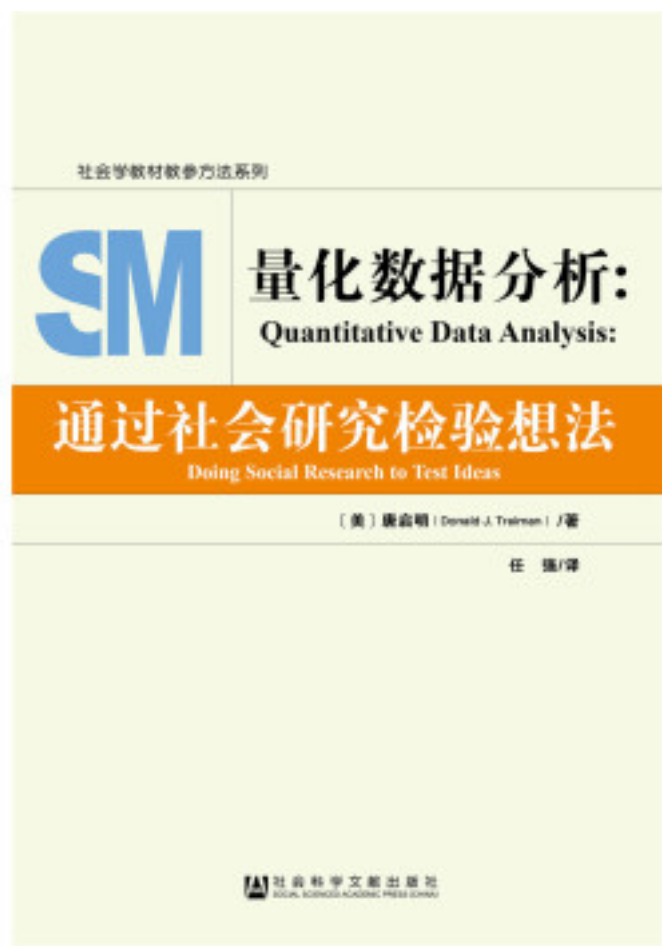 社会学教材教参方法系列
SM
量化数据分析:
Quantitative Data Analysis:
通过社会研究检验想法
Doing Social Research to Test Ideas
〔美〕唐启明（Donald J. Treiman）/著
任 强/译
社会科学文献出版社
SOCIAL SCIENCES ACADEMIC PRESS (CHINA)